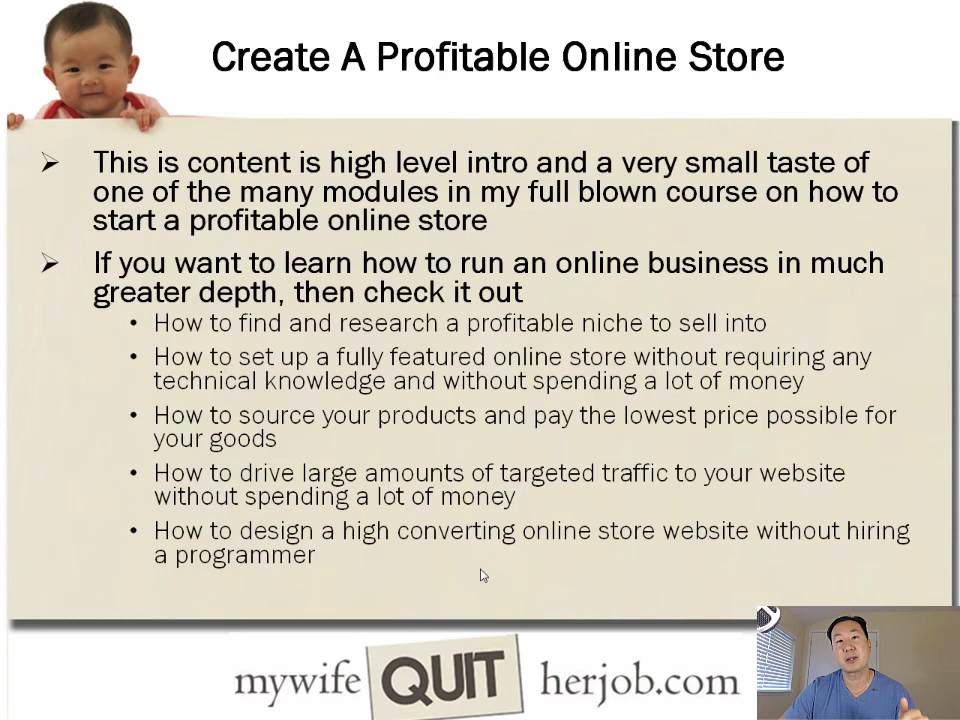 Create A Profitable Online Store
This is content is high level intro and a very small taste of
one of the many modules in my full blown course on how to
start a profitable online store
If you want to learn how to run an online business in much
greater depth, then check it out
How to find and research a profitable niche to sell into
How to set up a fully featured online store without requiring any
technical knowledge and without spending a lot of money
How to source your products and pay the lowest price possible for
your goods
How to drive large amounts of targeted traffic to your website
without spending a lot of money
How to design a high converting online store website without hiring
a programmer
mywife QUIT herjob.com